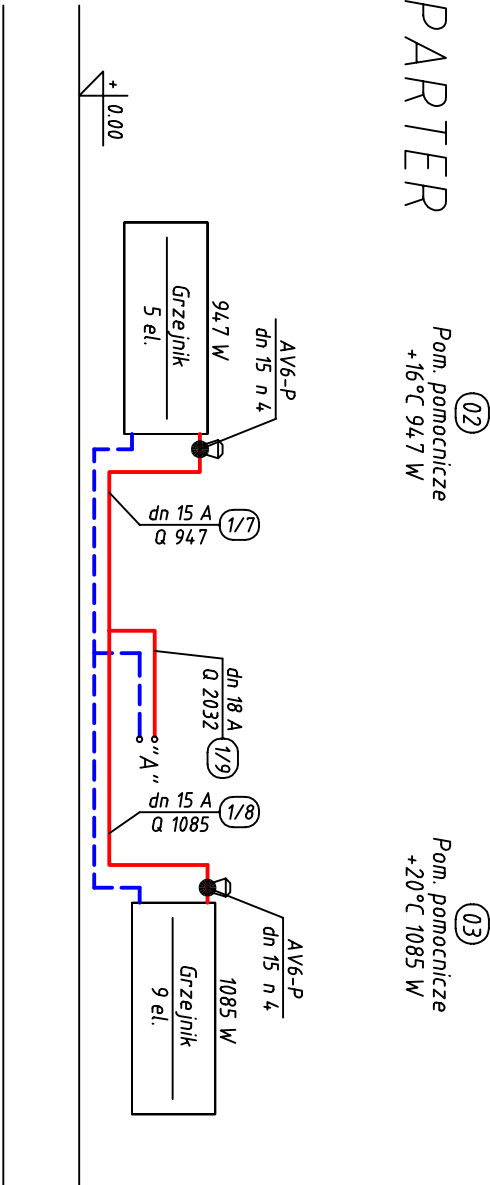 PARTER
02
Pom. pomocnicze
+16°C 947 W
03
Pom. pomocnicze
+20°C 1085 W
+ 0.00
947 W
Grzejnik
5 el.
AV6-P
dn 15 n 4
dn 15 A
Q 947
1/7
dn 18 A
Q 2032
1/9
"A"
dn 15 A
Q 1085
1/8
AV6-P
dn 15 n 4
1085 W
Grzejnik
9 el.